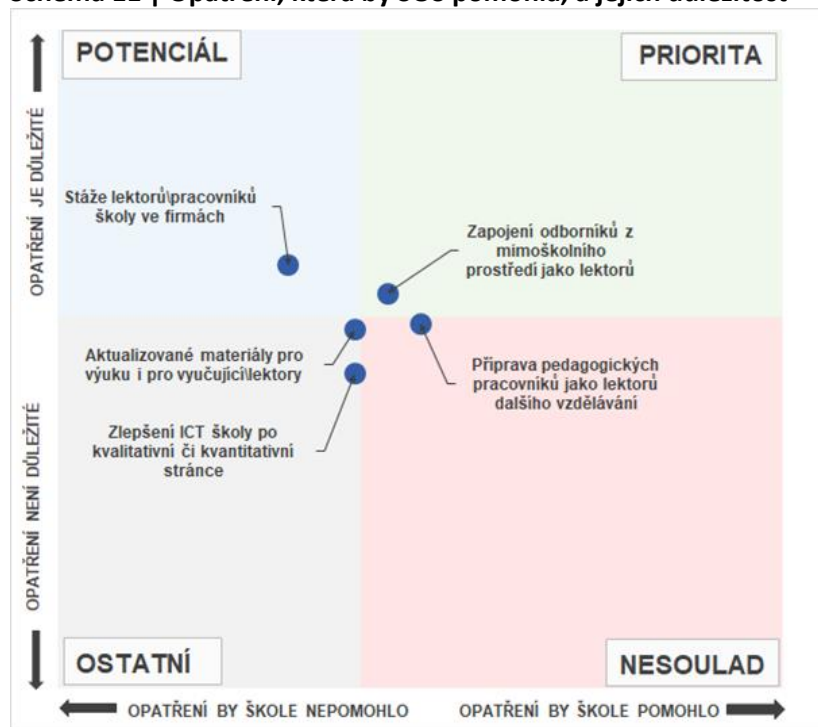 POTENCIÁL
PRIORITA
OPATŘENÍ JE DŮLEŽITÉ
Stáže lektorů\pracovníků
školy ve firmách
Zapojení odborníků z
mimoškolního
prostředí jako lektorů
Aktualizované materiály pro
výuku i pro vyučující\lektory
Příprava pedagogických
pracovníků jako lektorů
dalšího vzdělávání
Zlepšení ICT školy po
kvalitativní či kvantitativní
stránce
OPATŘENÍ NENÍ DŮLEŽITÉ
OSTATNÍ
NESOULAD
OPATŘENÍ BY ŠKOLE NEPOMOHLO
OPATŘENÍ BY ŠKOLE POMOHLO